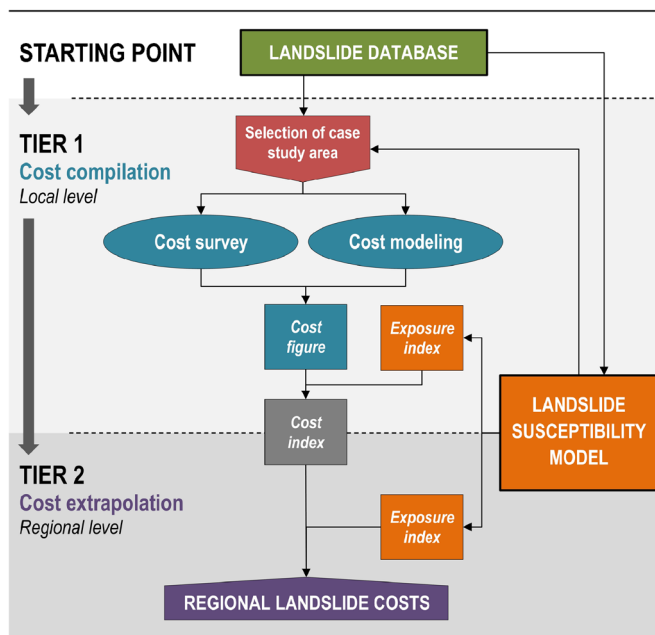 STARTING POINT
LANDSLIDE DATABASE
TIER 1
Cost compilation
Local level
Selection of case
study area
Cost survey
Cost modeling
Cost
figure
Exposure
index
Cost
index
LANDSLIDE
SUSCEPTIBILITY
MODEL
TIER 2
Cost extrapolation
Regional level
Exposure
index
REGIONAL LANDSLIDE COSTS